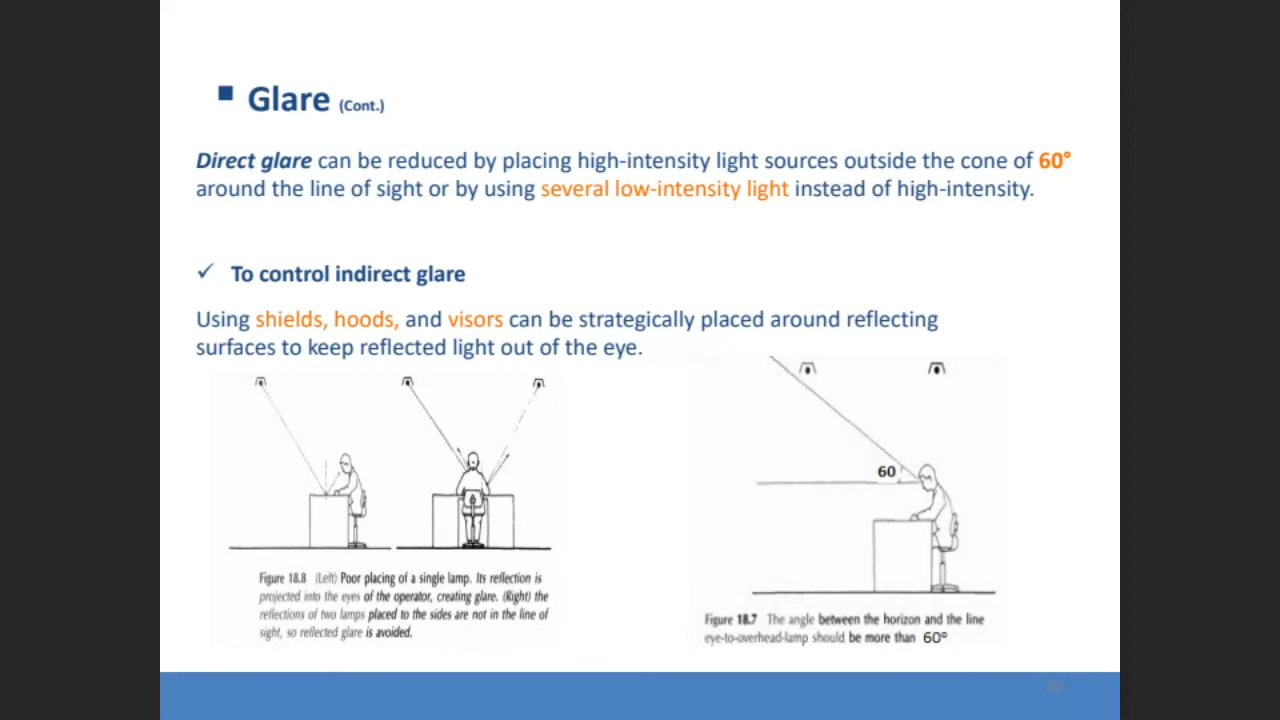 ▪ Glare (Cont.)
Direct glare can be reduced by placing high-intensity light sources outside the cone of 60°
around the line of sight or by using several low-intensity light instead of high-intensity.
✓ To control indirect glare
Using shields, hoods, and visors can be strategically placed around reflecting
surfaces to keep reflected light out of the eye.
Figure 18.8 (Left) Poor placing of a single lamp. Its reflection is
projected into the eyes of the operator, creating glare. (Right) the
reflections of two lamps placed to the sides are not in the line of
sight, so reflected glare is avoided.
60
Figure 18.7 The angle between the horizon and the line
eye-to-overhead-lamp should be more than 60°